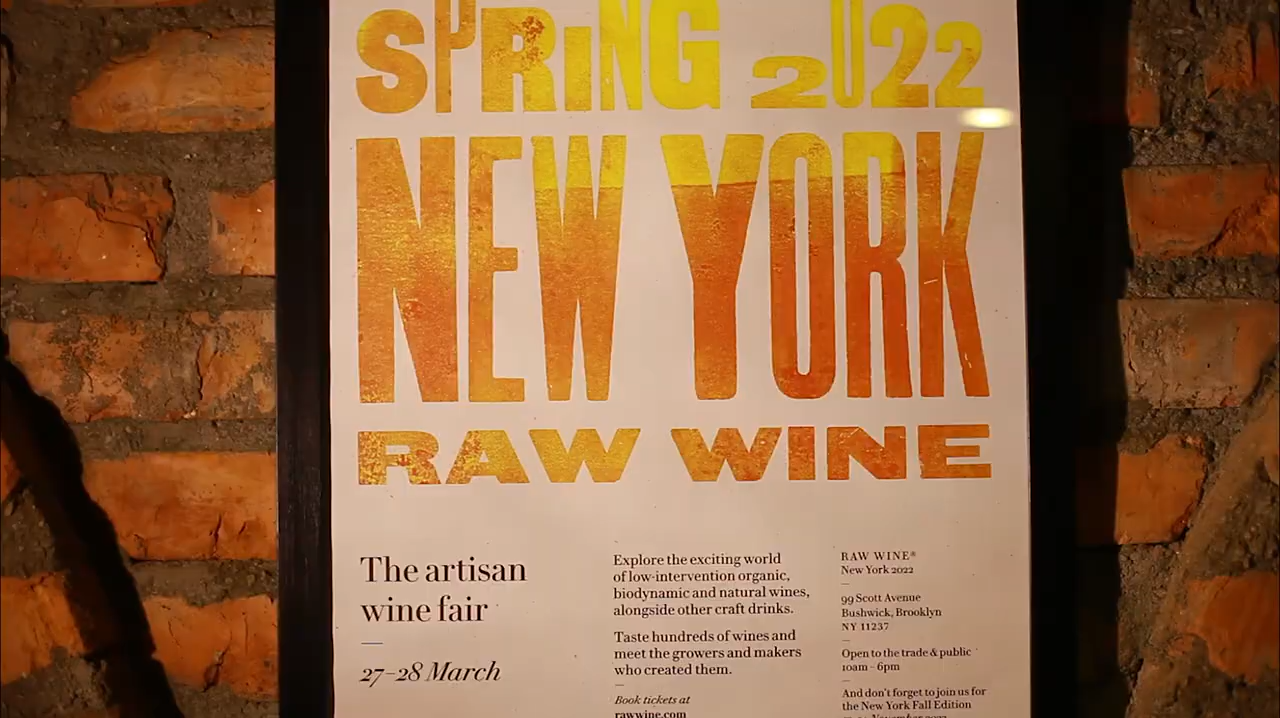 SPRING 2022
NEW YORK
RAW WINE
The artisan
wine fair
27–28 March
Explore the exciting world
of low-intervention organic,
biodynamic and natural wines,
alongside other craft drinks.
Taste hundreds of wines and
meet the growers and makers
who created them.
Book tickets at
rawwine.com
RAW WINE®
New York 2022
99 Scott Avenue
Bushwick, Brooklyn
NY 11237
Open to the trade & public
10am – 6pm
And don't forget to join us for
the New York Fall Edition
November 2022